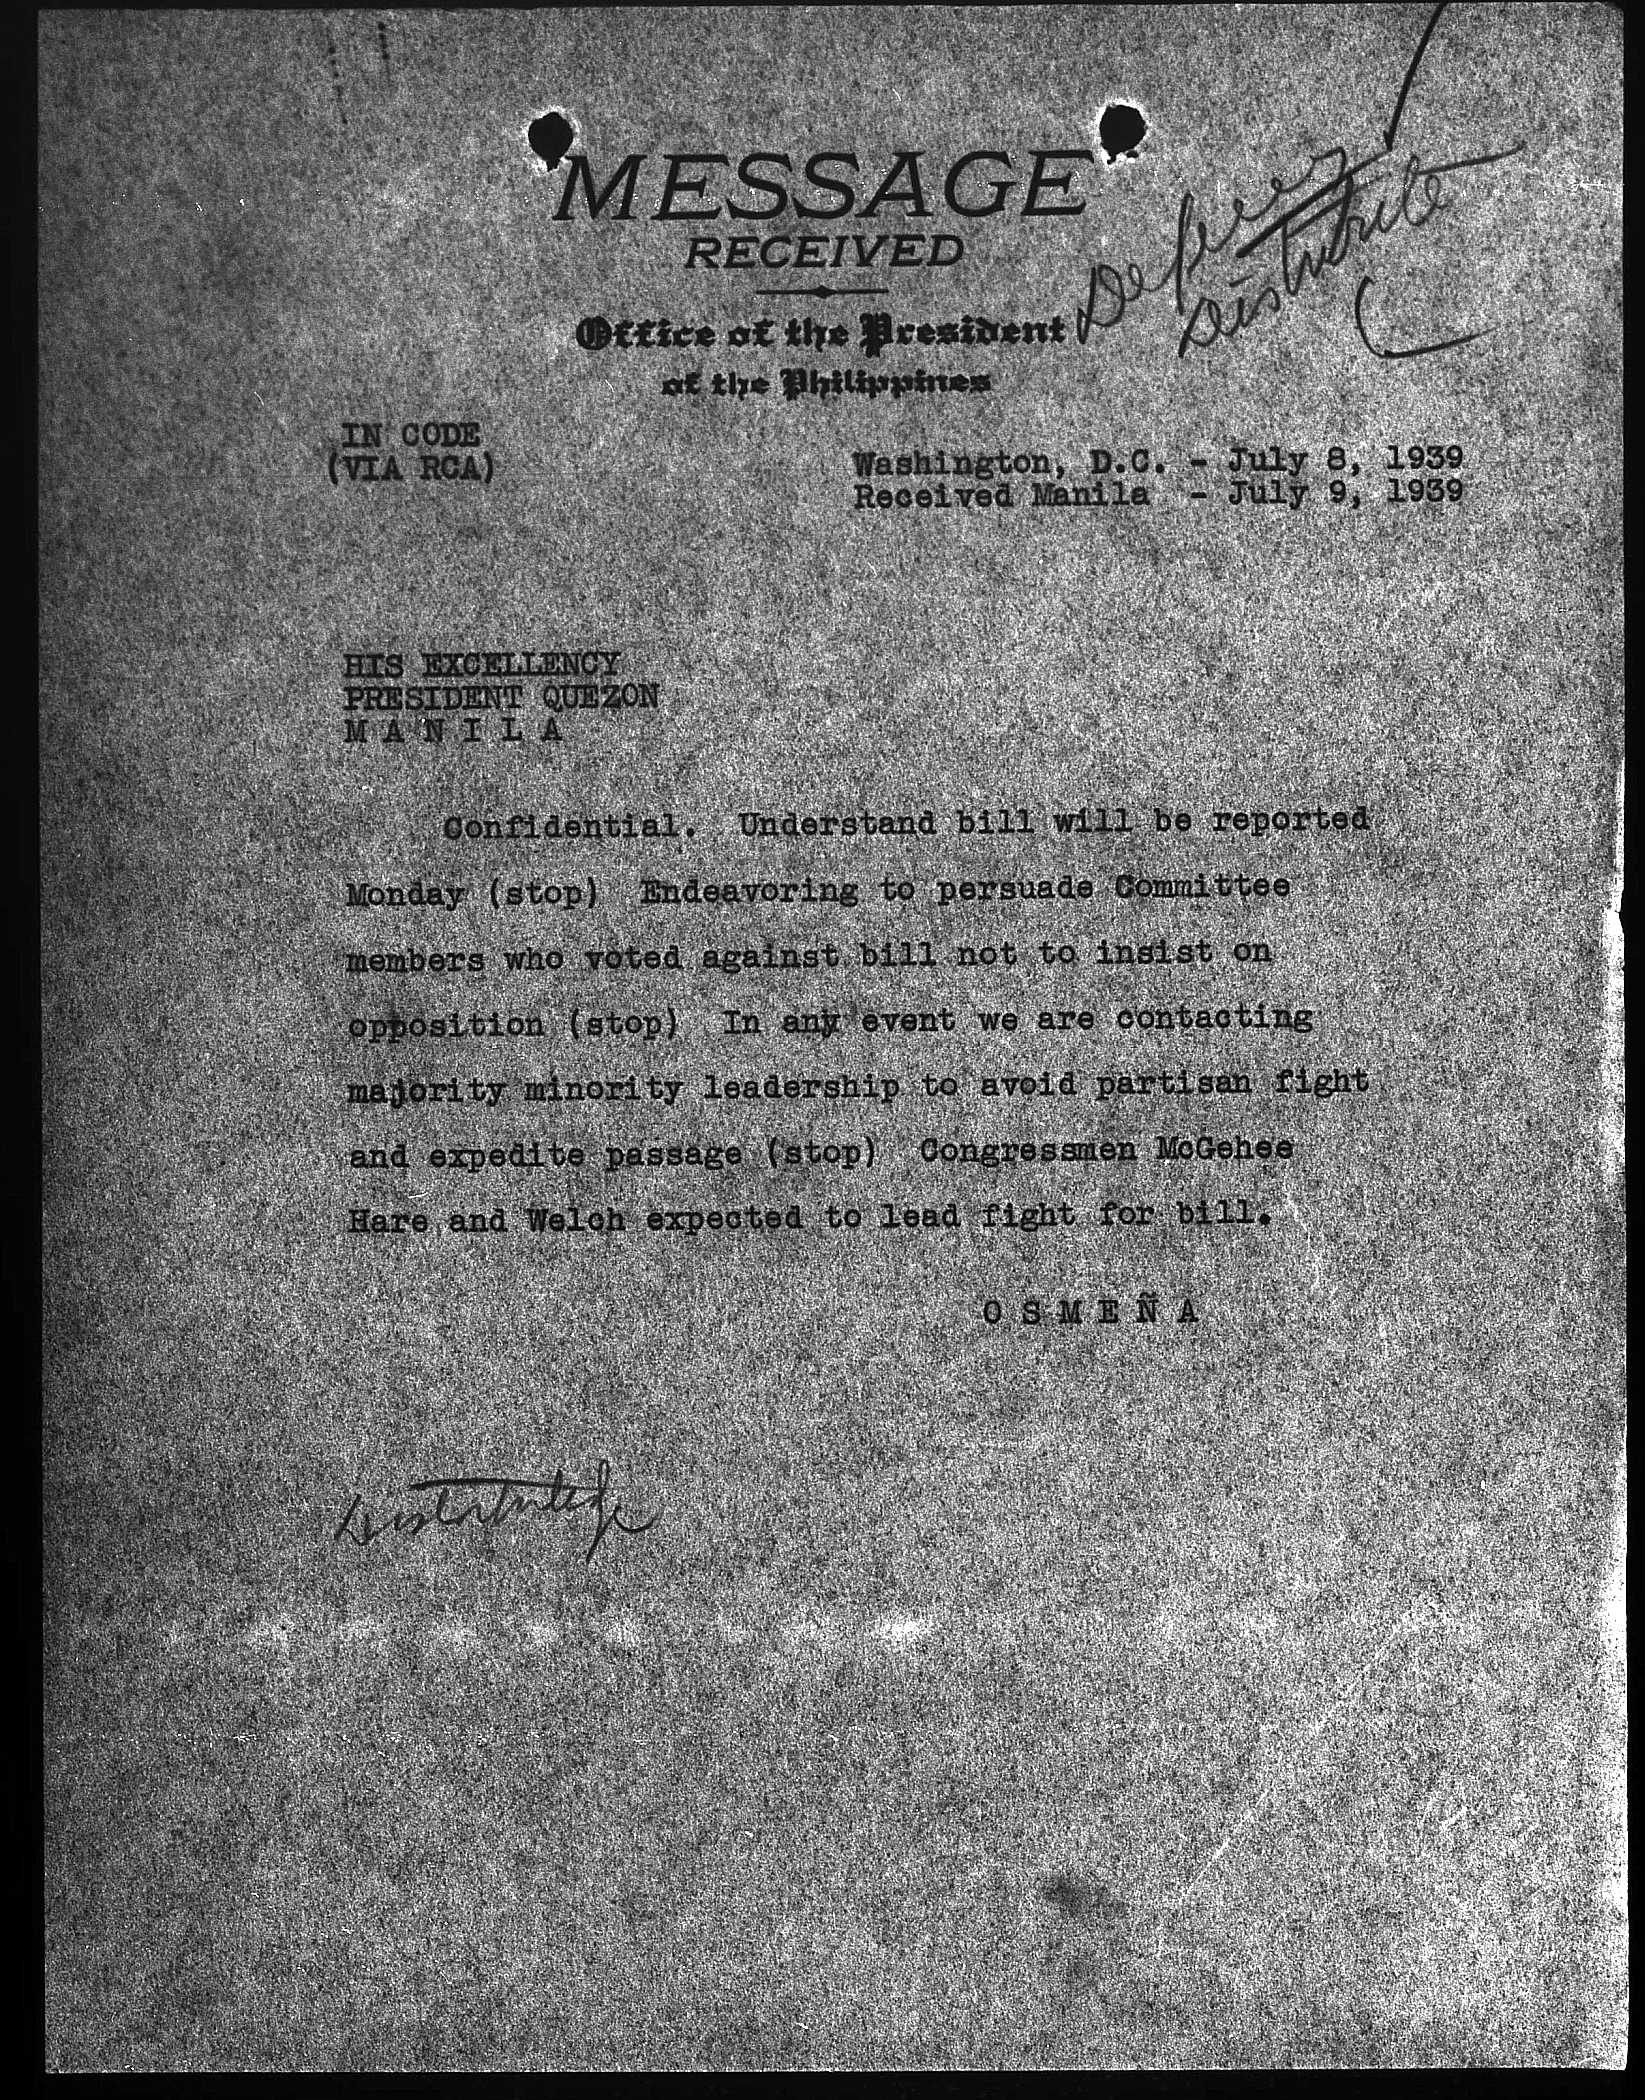 MESSAGE
RECEIVED
Office of the President
of the Philippines
Distribute
IN CODE
(VIA RCA)
Washington, D.C. - July 8, 1939
Received Manila - July 9, 1939
HIS EXCELLENCY
PRESIDENT QUEZON
M A N I L A
Confidential. Understand bill will be reported
Monday (stop) Endeavoring to persuade Committee
members who voted against bill not to insist on
opposition (stop) In any event we are contacting
majority minority leadership to avoid partisan fight
and expedite passage (stop) Congressmen McGehee
Hare and Welch expected to lead fight for bill.
O S M E Ñ A
Distributed